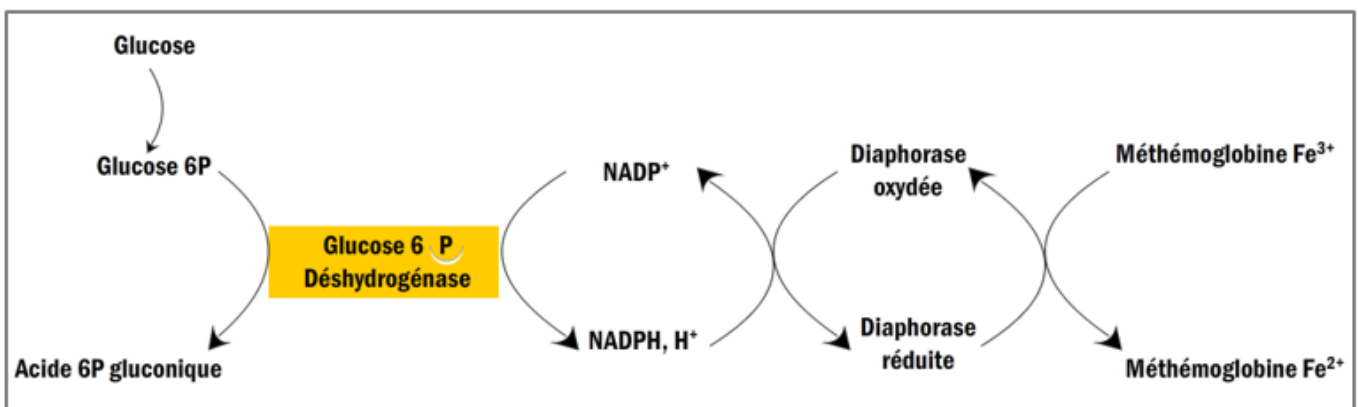 Glucose
Glucose 6P
NADP⁺
Diaphorase
oxydée
Méthémoglobine Fe³⁺
Glucose 6 P
Déshydrogénase
Acide 6P gluconique
NADPH, H⁺
Diaphorase
réduite
Méthémoglobine Fe²⁺